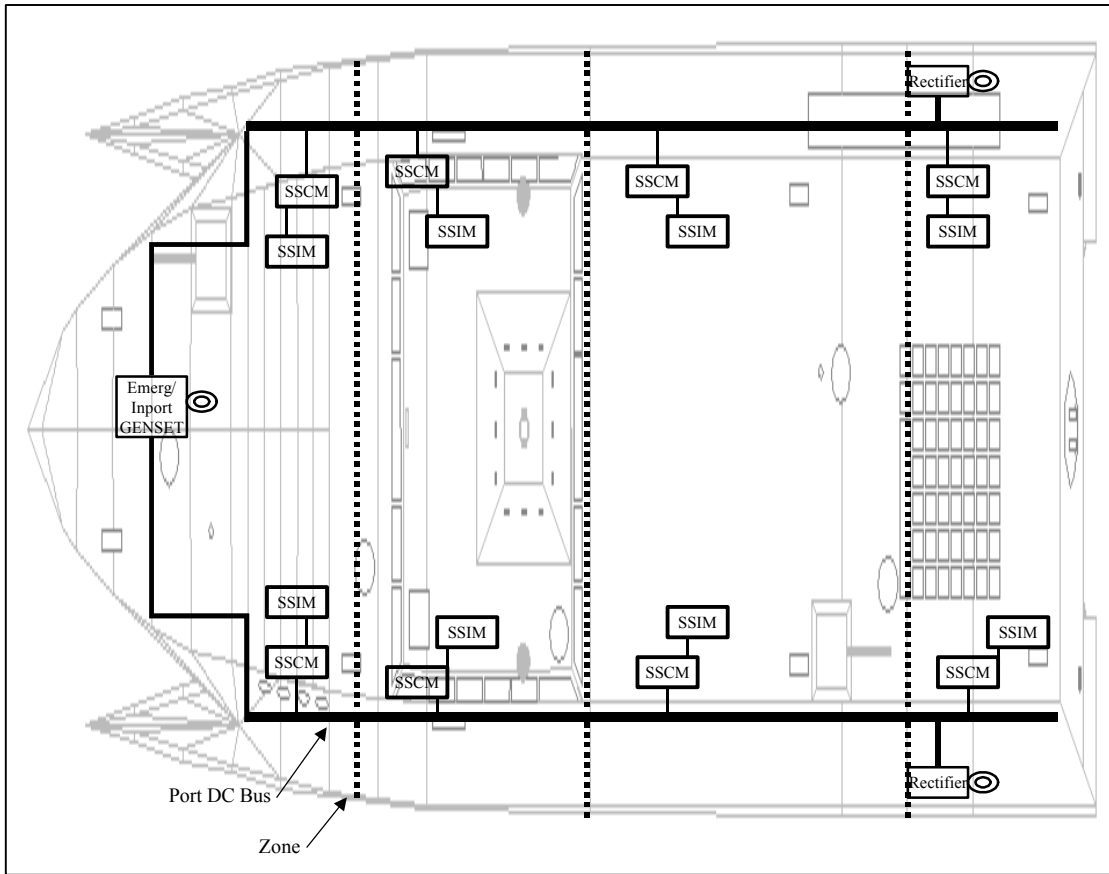 Rectifier
SSCM
SSCM
SSCM
SSCM
SSIM
SSIM
SSIM
SSIM
Emerg/
Inport
GENSET
SSIM
SSIM
SSIM
SSIM
SSCM
SSCM
SSCM
SSCM
Rectifier
Port DC Bus
Zone